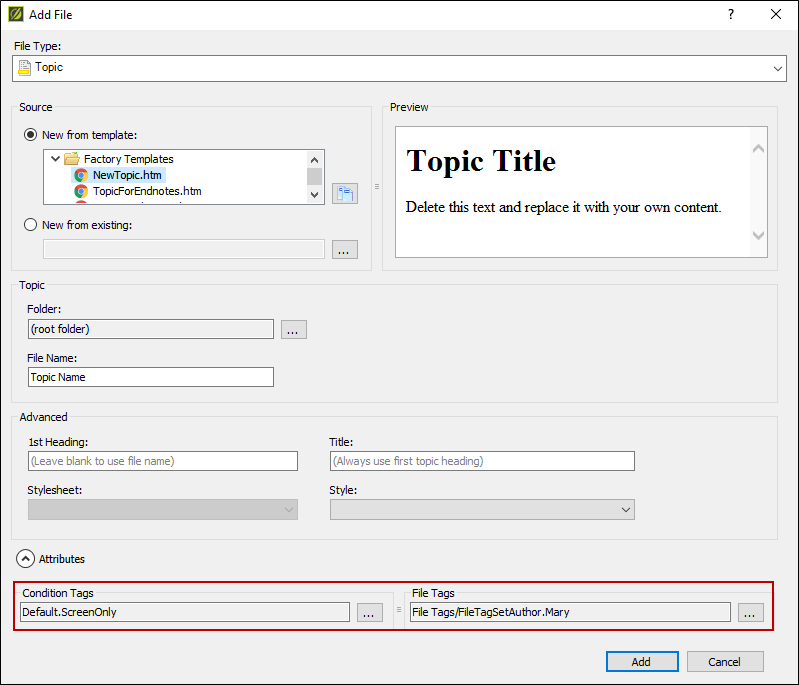 Add File
?
File Type:
Topic
Source
New from template:
Factory Templates
NewTopic.htm
TopicForEndnotes.htm
New from existing:
...
Preview
Topic Title
Delete this text and replace it with your own content.
Topic
Folder:
(root folder)
...
File Name:
Topic Name
Advanced
1st Heading:
(Leave blank to use file name)
Title:
(Always use first topic heading)
Stylesheet:
Style:
Attributes
Condition Tags
Default.ScreenOnly
...
File Tags
File Tags/FileTagSetAuthor.Mary
...
Add
Cancel